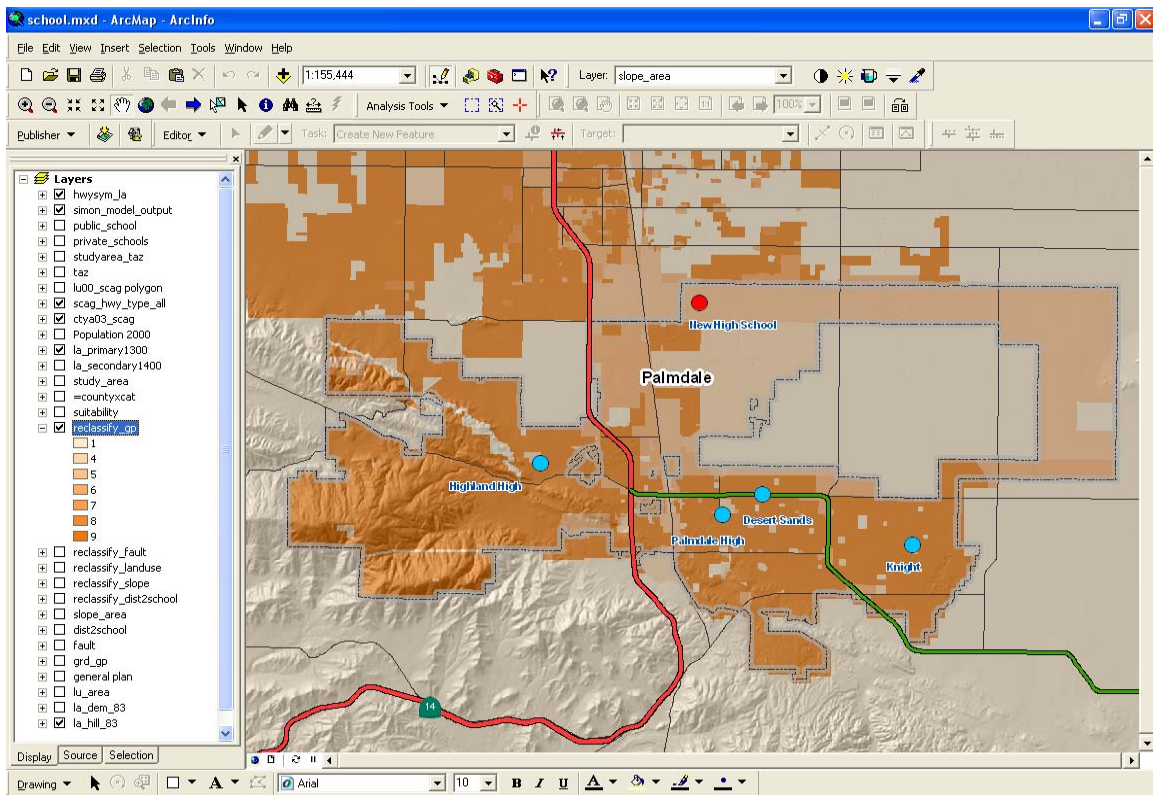 school.mxd - ArcMap - ArcInfo
File Edit View Insert Selection Tools Window Help
1:155,444 Layer: slope_area
Analysis Tools 100%
Publisher Editor Task: Create New Feature Target:
Layers
hwysym_la
simon_model_output
public_school
private_schools
studyarea_taz
taz
lu00_scag polygon
scag_hwy_type_all
ctya03_scag
Population 2000
la_primary1300
la_secondary1400
study_area
=countyxcat
suitability
reclassify_gp
1
4
5
6
7
8
9
reclassify_fault
reclassify_landuse
reclassify_slope
reclassify_dist2school
slope_area
dist2school
fault
grd_gp
general plan
lu_area
la_dem_83
la_hill_83
New High School
Palmdale
Highland High
Desert Sands
Palmdale High
Knight
14
Display Source Selection
Drawing A Arial 10 B I U A